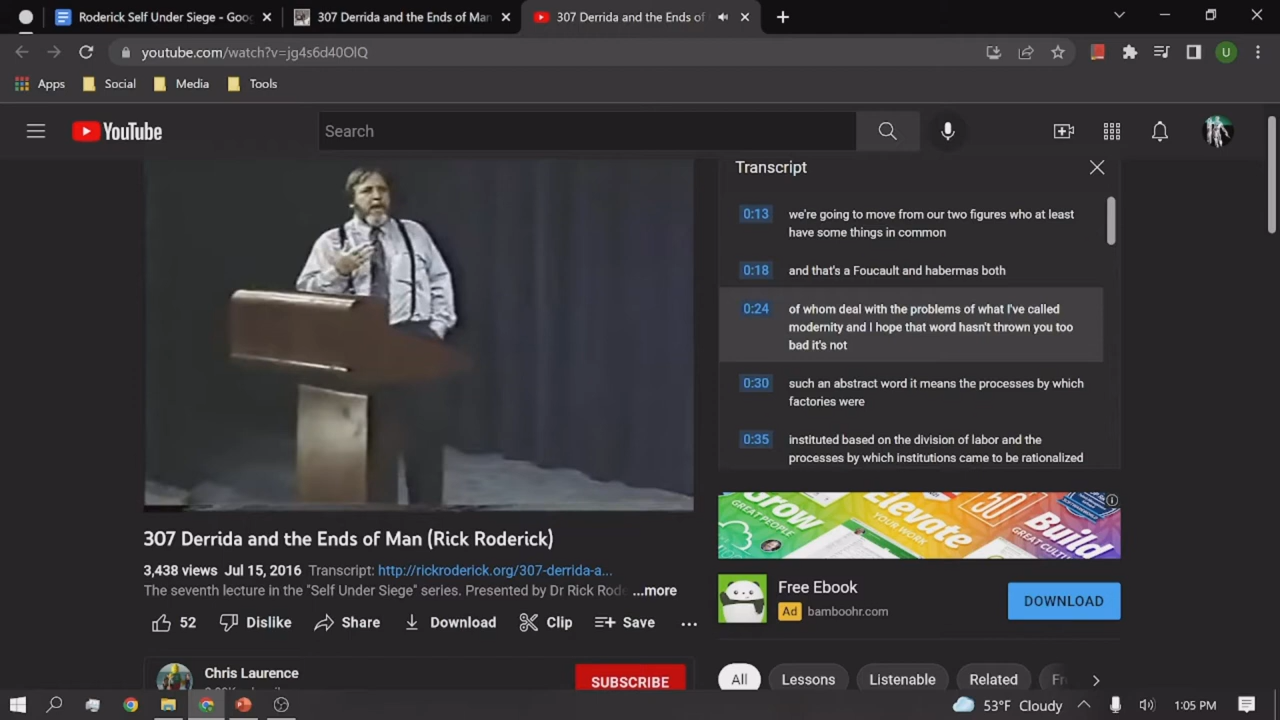 Roderick Self Under Siege - Goog
307 Derrida and the Ends of Man
307 Derrida and the Ends of
youtube.com/watch?v=jg4s6d40OlQ
U
Apps
Social
Media
Tools
YouTube
Search
Transcript
0:13 we're going to move from our two figures who at least
have some things in common
0:18 and that's a Foucault and habermas both
0:24 of whom deal with the problems of what I've called
modernity and I hope that word hasn't thrown you too
bad it's not
0:30 such an abstract word it means the processes by which
factories were
0:35 instituted based on the division of labor and the
processes by which institutions came to be rationalized
Grow
GREAT PEOPLE
Elevate
YOUR WORK
Build
GREAT CULT
Free Ebook
Ad bamboohr.com
DOWNLOAD
All
Lessons
Listenable
Related
307 Derrida and the Ends of Man (Rick Roderick)
3,438 views Jul 15, 2016 Transcript: http://rickroderick.org/307-derrida-a...
The seventh lecture in the "Self Under Siege" series. Presented by Dr Rick Rode ...more
52
Dislike
Share
Download
Clip
Save
Chris Laurence
SUBSCRIBE
53°F Cloudy
1:05 PM